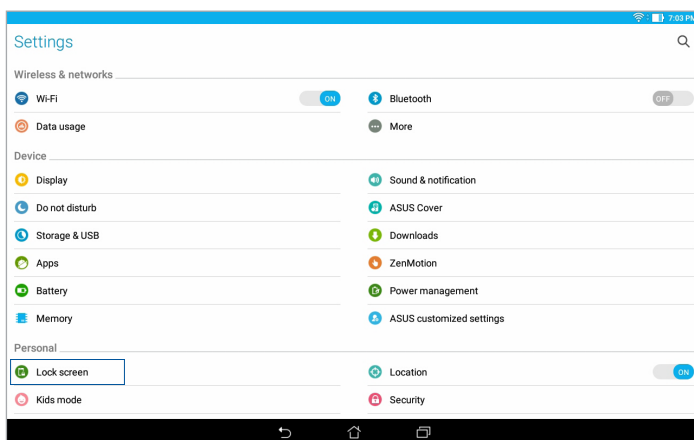 7:03 PM
Settings
Wireless & networks
Wi-Fi ON Bluetooth OFF
Data usage More
Device
Display Sound & notification
Do not disturb ASUS Cover
Storage & USB Downloads
Apps ZenMotion
Battery Power management
Memory ASUS customized settings
Personal
Lock screen Location ON
Kids mode Security